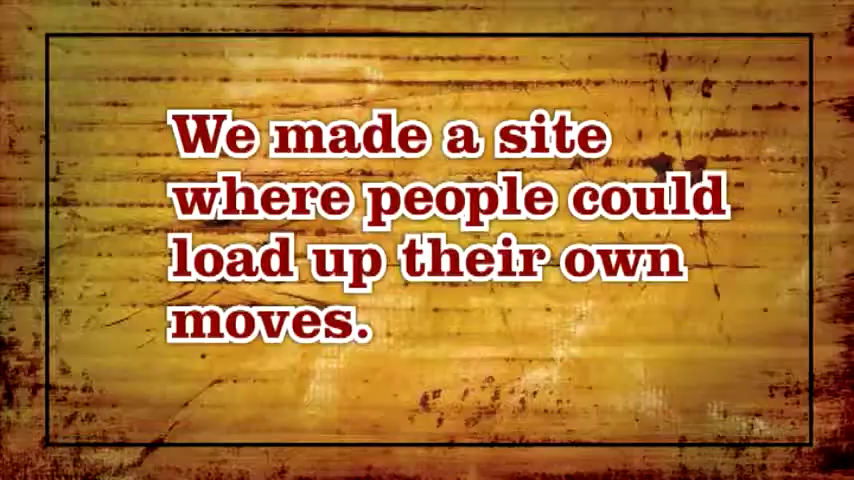 We made a site
where people could
load up their own
moves.